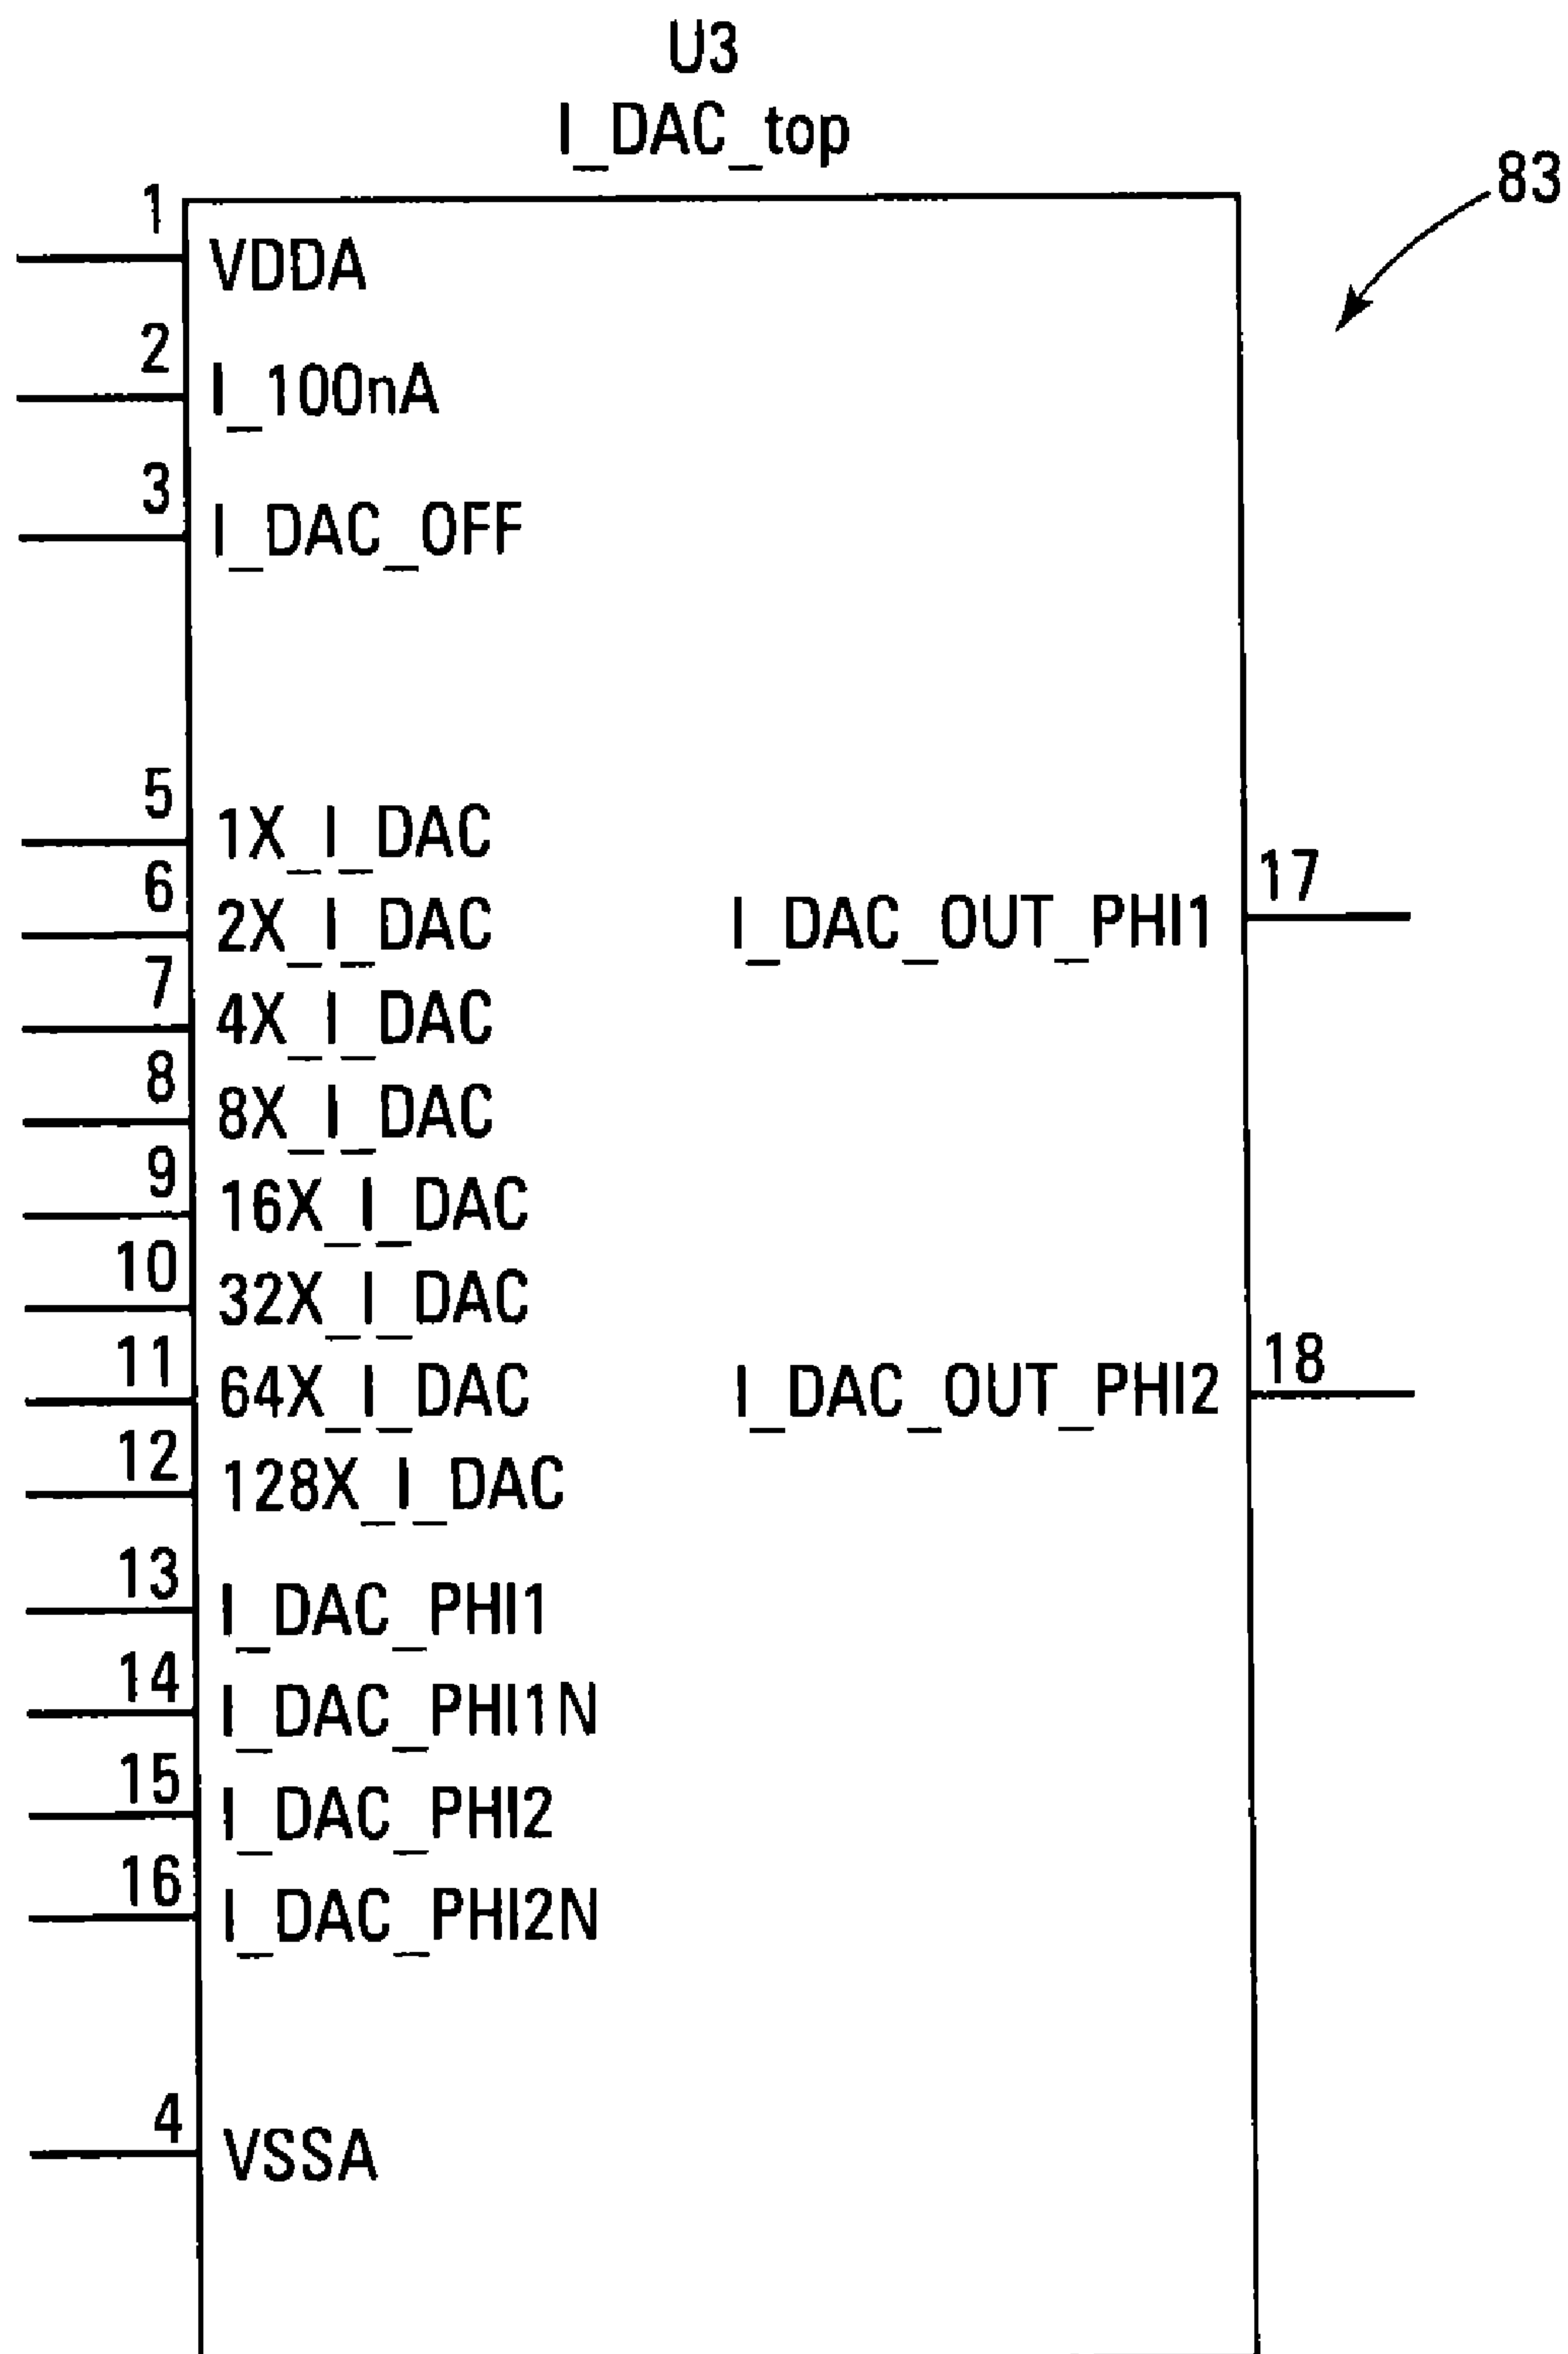 U3
I_DAC_top
83
1 VDDA
2 I_100nA
3 I_DAC_OFF
5 1X_I_DAC
6 2X_I_DAC
17 I_DAC_OUT_PHI1
7 4X_I_DAC
8 8X_I_DAC
9 16X_I_DAC
10 32X_I_DAC
11 64X_I_DAC
18 I_DAC_OUT_PHI2
12 128X_I_DAC
13 I_DAC_PHI1
14 I_DAC_PHI1N
15 I_DAC_PHI2
16 I_DAC_PHI2N
4 VSSA